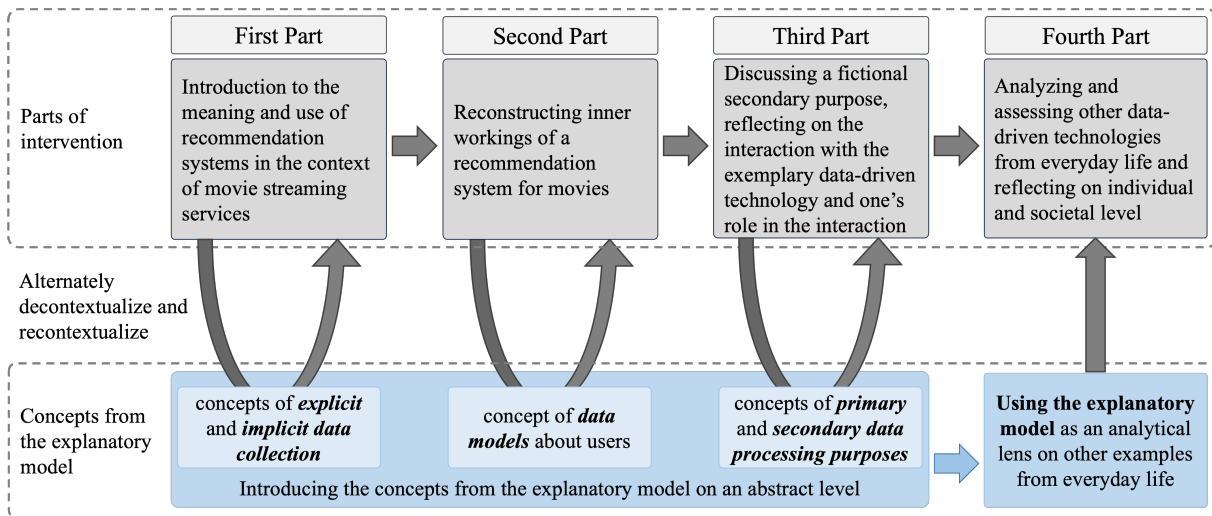 First Part
Second Part
Third Part
Fourth Part
Parts of
intervention
Introduction to the
meaning and use of
recommendation
systems in the context
of movie streaming
services
Reconstructing inner
workings of a
recommendation
system for movies
Discussing a fictional
secondary purpose,
reflecting on the
interaction with the
exemplary data-driven
technology and one’s
role in the interaction
Analyzing and
assessing other data-
driven technologies
from everyday life and
reflecting on individual
and societal level
Alternately
decontextualize and
recontextualize
Concepts from
the explanatory
model
concepts of explicit
and implicit data
collection
concept of data
models about users
concepts of primary
and secondary data
processing purposes
Introducing the concepts from the explanatory model on an abstract level
Using the explanatory
model as an analytical
lens on other examples
from everyday life